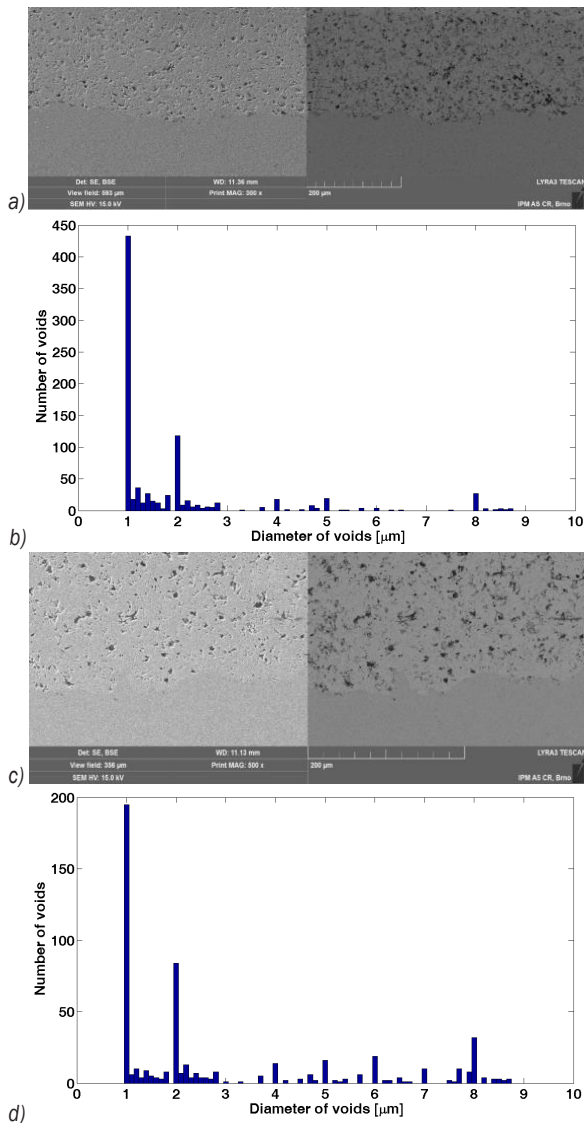 Det: SE, BSE WD: 11.36 mm LYRA3 TESCAN
View field: 593 µm Print MAG: 300 x 200 µm
SEM HV: 15.0 kV IPM AS CR, Brno
a)
450
400
350
300
250
200
150
100
50
0
Number of voids
0 1 2 3 4 5 6 7 8 9 10
Diameter of voids [µm]
b)
Det: SE, BSE WD: 11.13 mm LYRA3 TESCAN
View field: 356 µm Print MAG: 500 x 200 µm
SEM HV: 15.0 kV IPM AS CR, Brno
c)
200
150
100
50
0
Number of voids
0 1 2 3 4 5 6 7 8 9 10
Diameter of voids [µm]
d)